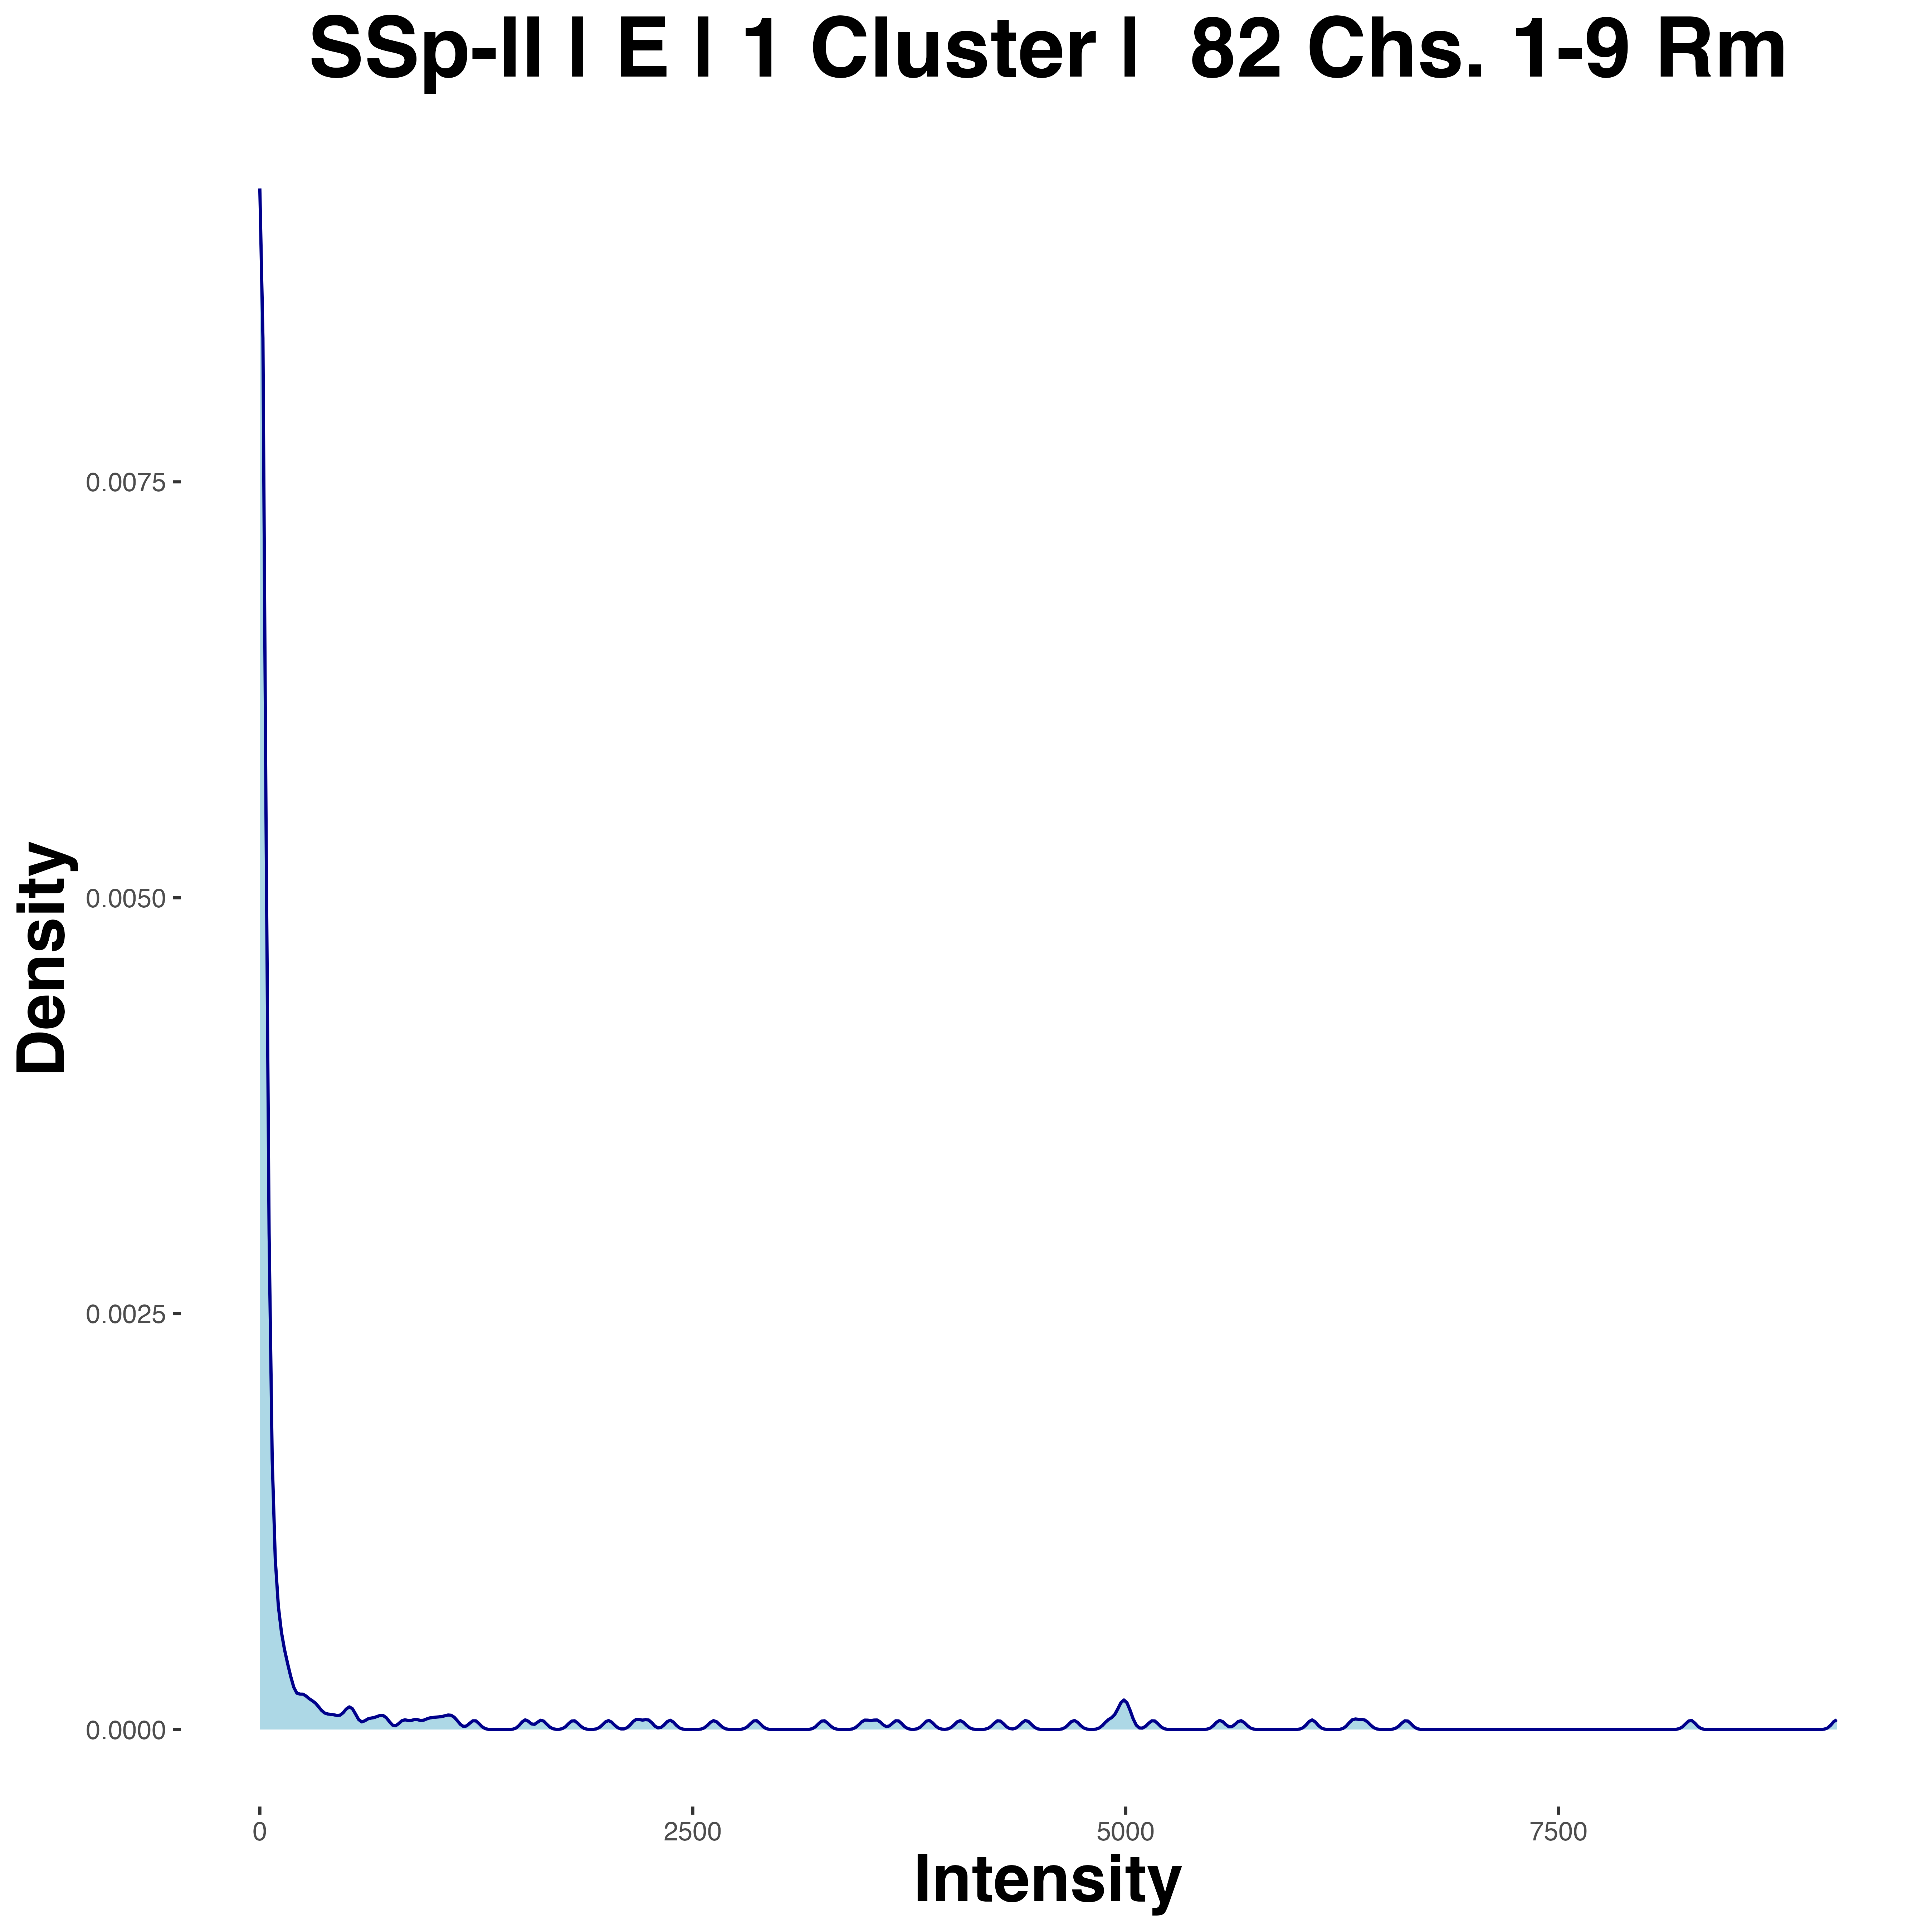 SSp-ll | E | 1 Cluster | 82 Chs. 1-9 Rm
Density
0.0075
0.0050
0.0025
0.0000
0
2500
5000
7500
Intensity